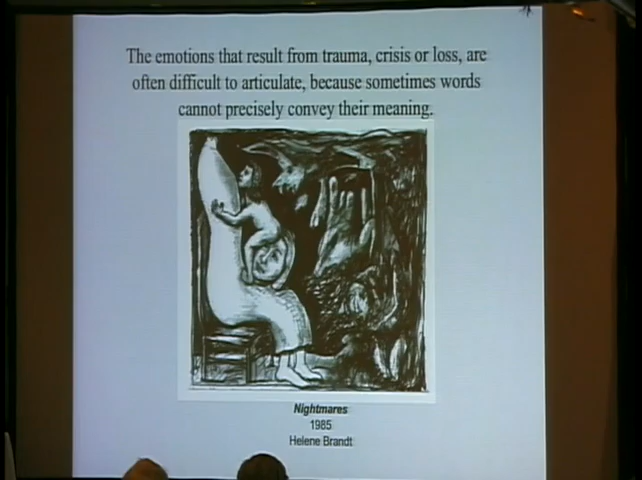 The emotions that result from trauma, crisis or loss, are
often difficult to articulate, because sometimes words
cannot precisely convey their meaning.
Nightmares
1985
Helene Brandt